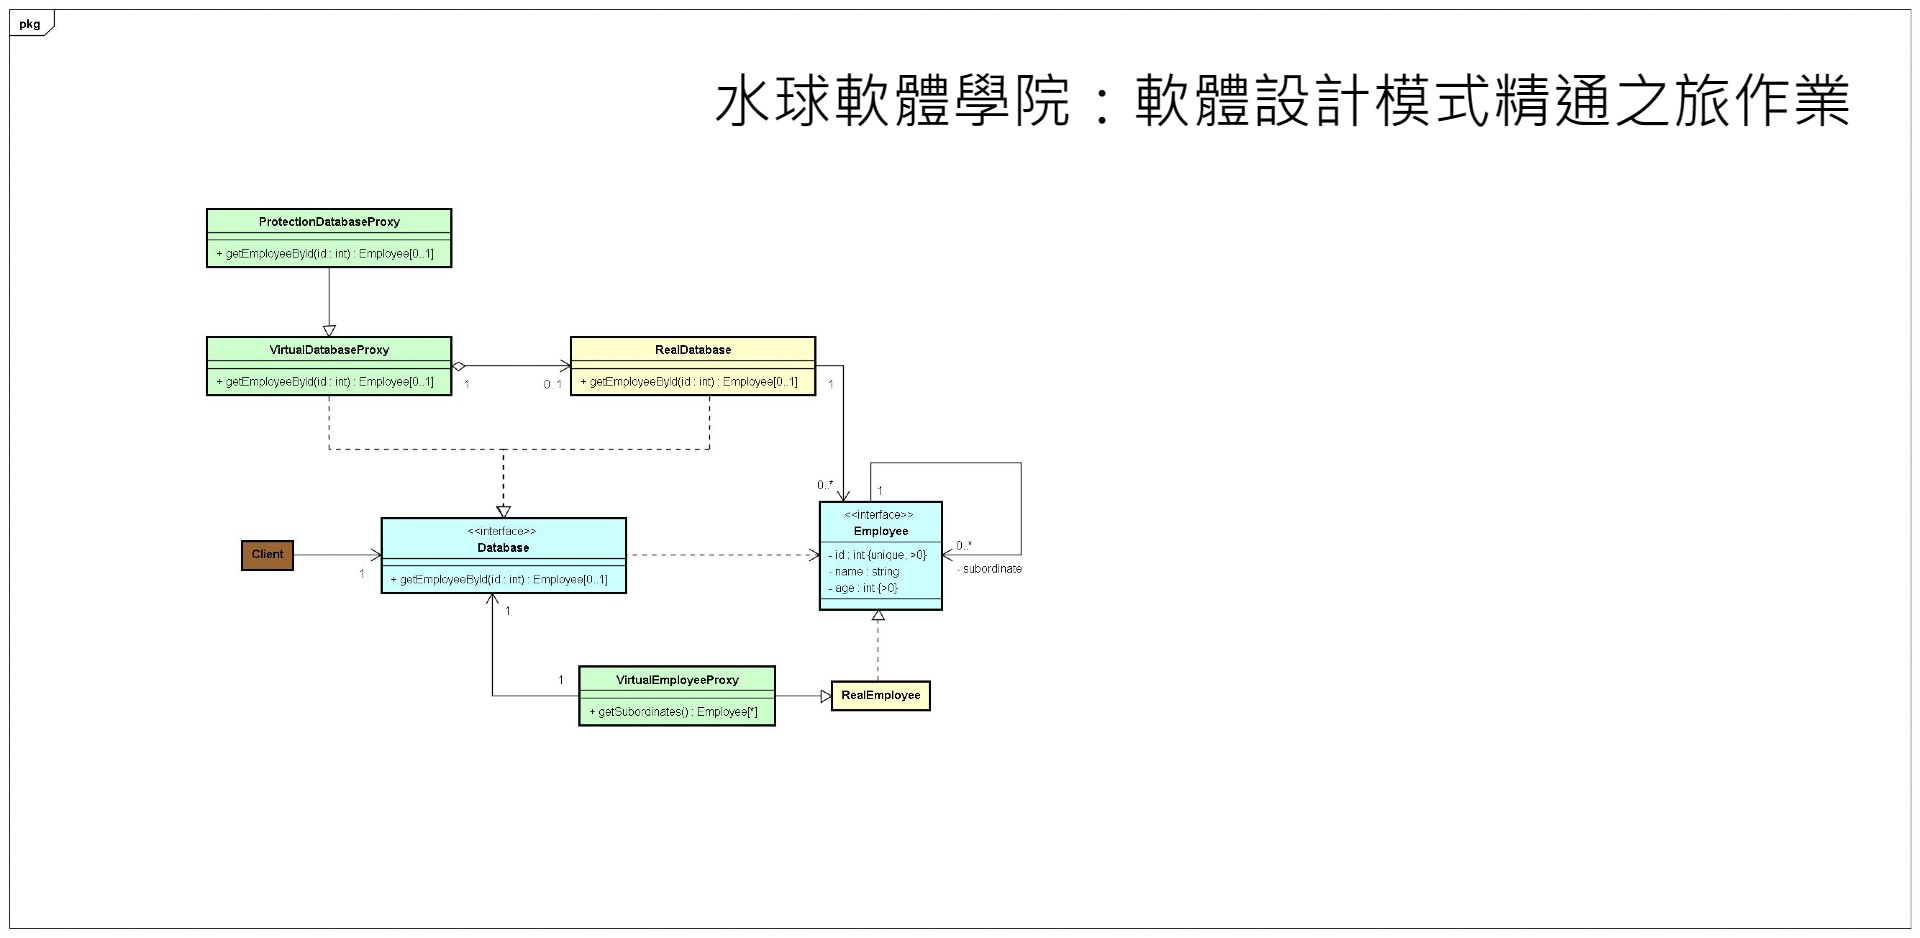 pkg
水球軟體學院：軟體設計模式精通之旅作業
ProtectionDatabaseProxy
+ getEmployeeById(id : int) : Employee[0..1]
VirtualDatabaseProxy
+ getEmployeeById(id : int) : Employee[0..1]
1
0..1
RealDatabase
+ getEmployeeById(id : int) : Employee[0..1]
1
0..*
1
<<interface>>
Employee
- id : int {unique, >0}
- name : string
- age : int {>0}
0..*
- subordinate
Client
1
<<interface>>
Database
+ getEmployeeById(id : int) : Employee[0..1]
1
1
VirtualEmployeeProxy
+ getSubordinates() : Employee[*]
RealEmployee